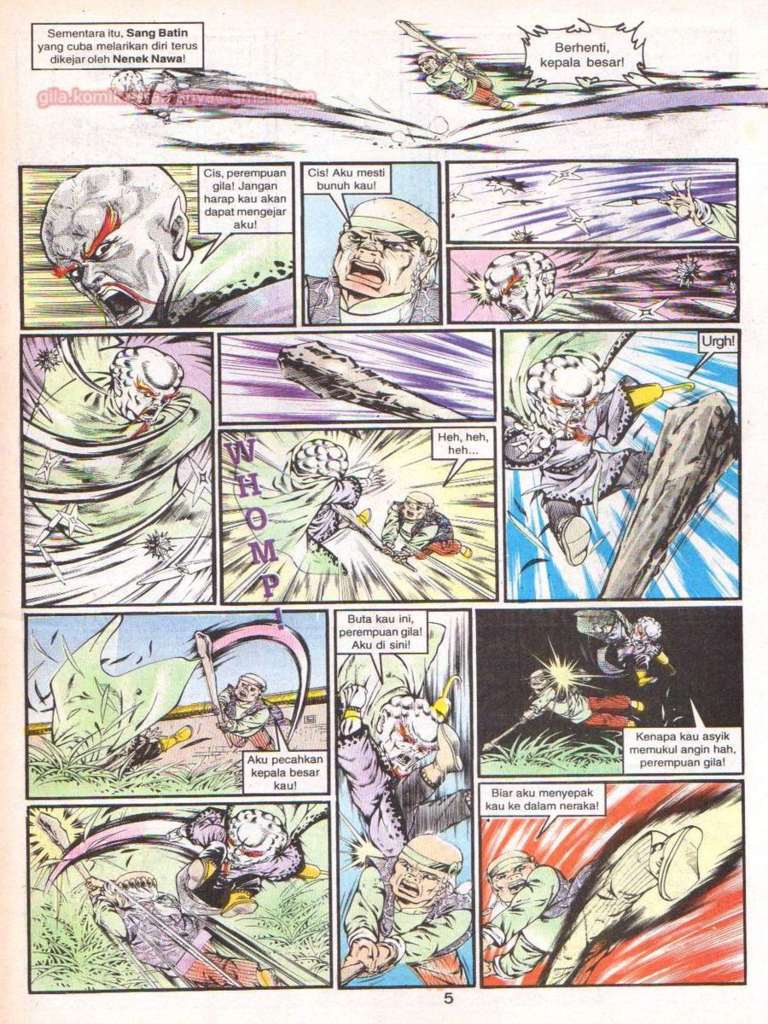 Sementara itu, Sang Batin
yang cuba melarikan diri terus
dikejar oleh Nenek Nawa!
Berhenti,
kepala besar!
Cis, perempuan
gila! Jangan
harap kau akan
dapat mengejar
aku!
Cis! Aku mesti
bunuh kau!
Urgh!
WHOMP!
Heh, heh,
heh...
Aku pecahkan
kepala besar
kau!
Buta kau ini,
perempuan gila!
Aku di sini!
Kenapa kau asyik
memukul angin hah,
perempuan gila!
Biar aku menyepak
kau ke dalam neraka!
5